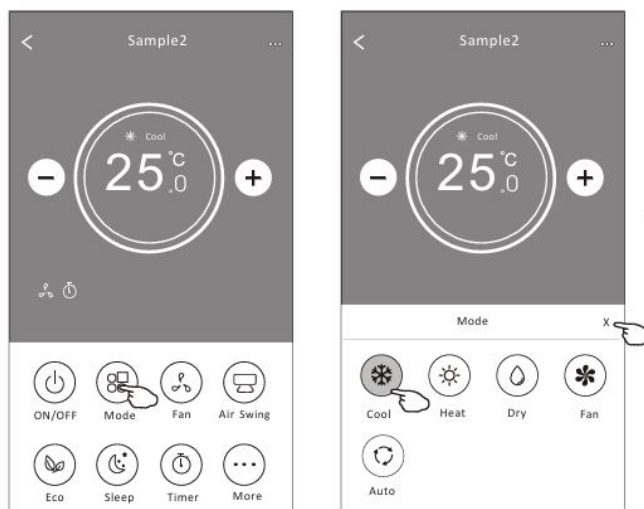 Sample2
...
Cool
25.0 °C
ON/OFF Mode Fan Air Swing
Eco Sleep Timer More
Sample2
...
Cool
25.0 °C
Mode X
Cool Heat Dry Fan
Auto